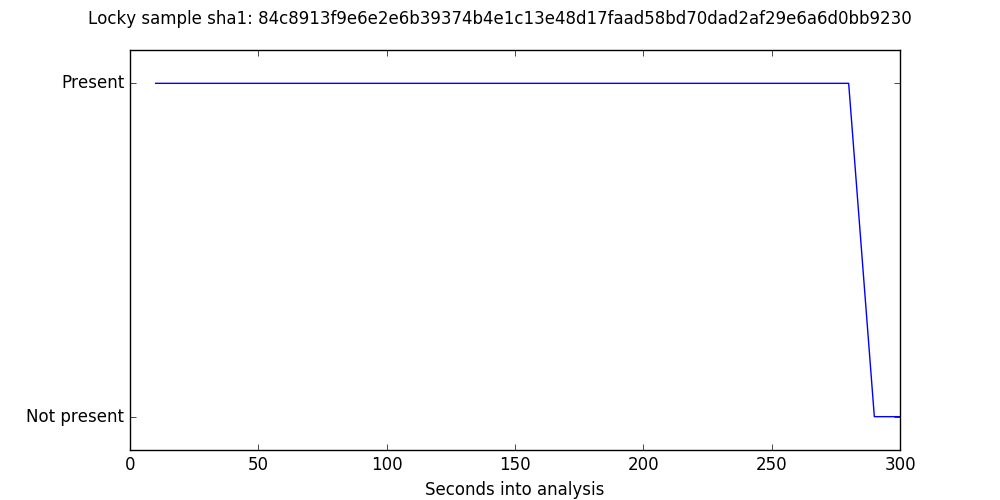 Locky sample sha1: 84c8913f9e6e2e6b39374b4e1c13e48d17faad58bd70dad2af29e6a6d0bb9230
Present
Not present
0 50 100 150 200 250 300
Seconds into analysis